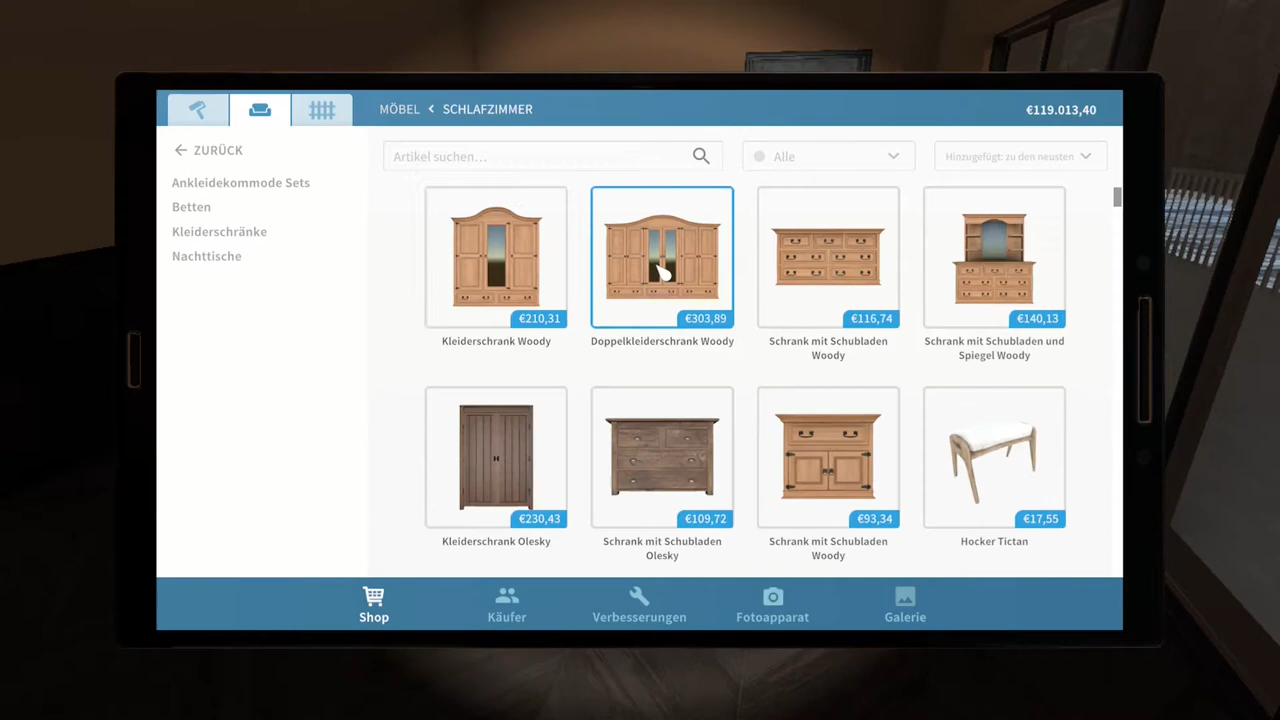 MÖBEL < SCHLAFZIMMER
€119.013,40
ZURÜCK
Ankleidekommode Sets
Betten
Kleiderschränke
Nachttische
Artikel suchen...
Alle
Hinzugefügt: zu den neusten
€210,31
€303,89
€116,74
€140,13
Kleiderschrank Woody
Doppelkleiderschrank Woody
Schrank mit Schubladen
Woody
Schrank mit Schubladen und
Spiegel Woody
€230,43
€109,72
€93,34
€17,55
Kleiderschrank Olesky
Schrank mit Schubladen
Olesky
Schrank mit Schubladen
Woody
Hocker Tictan
Shop
Käufer
Verbesserungen
Fotoapparat
Galerie